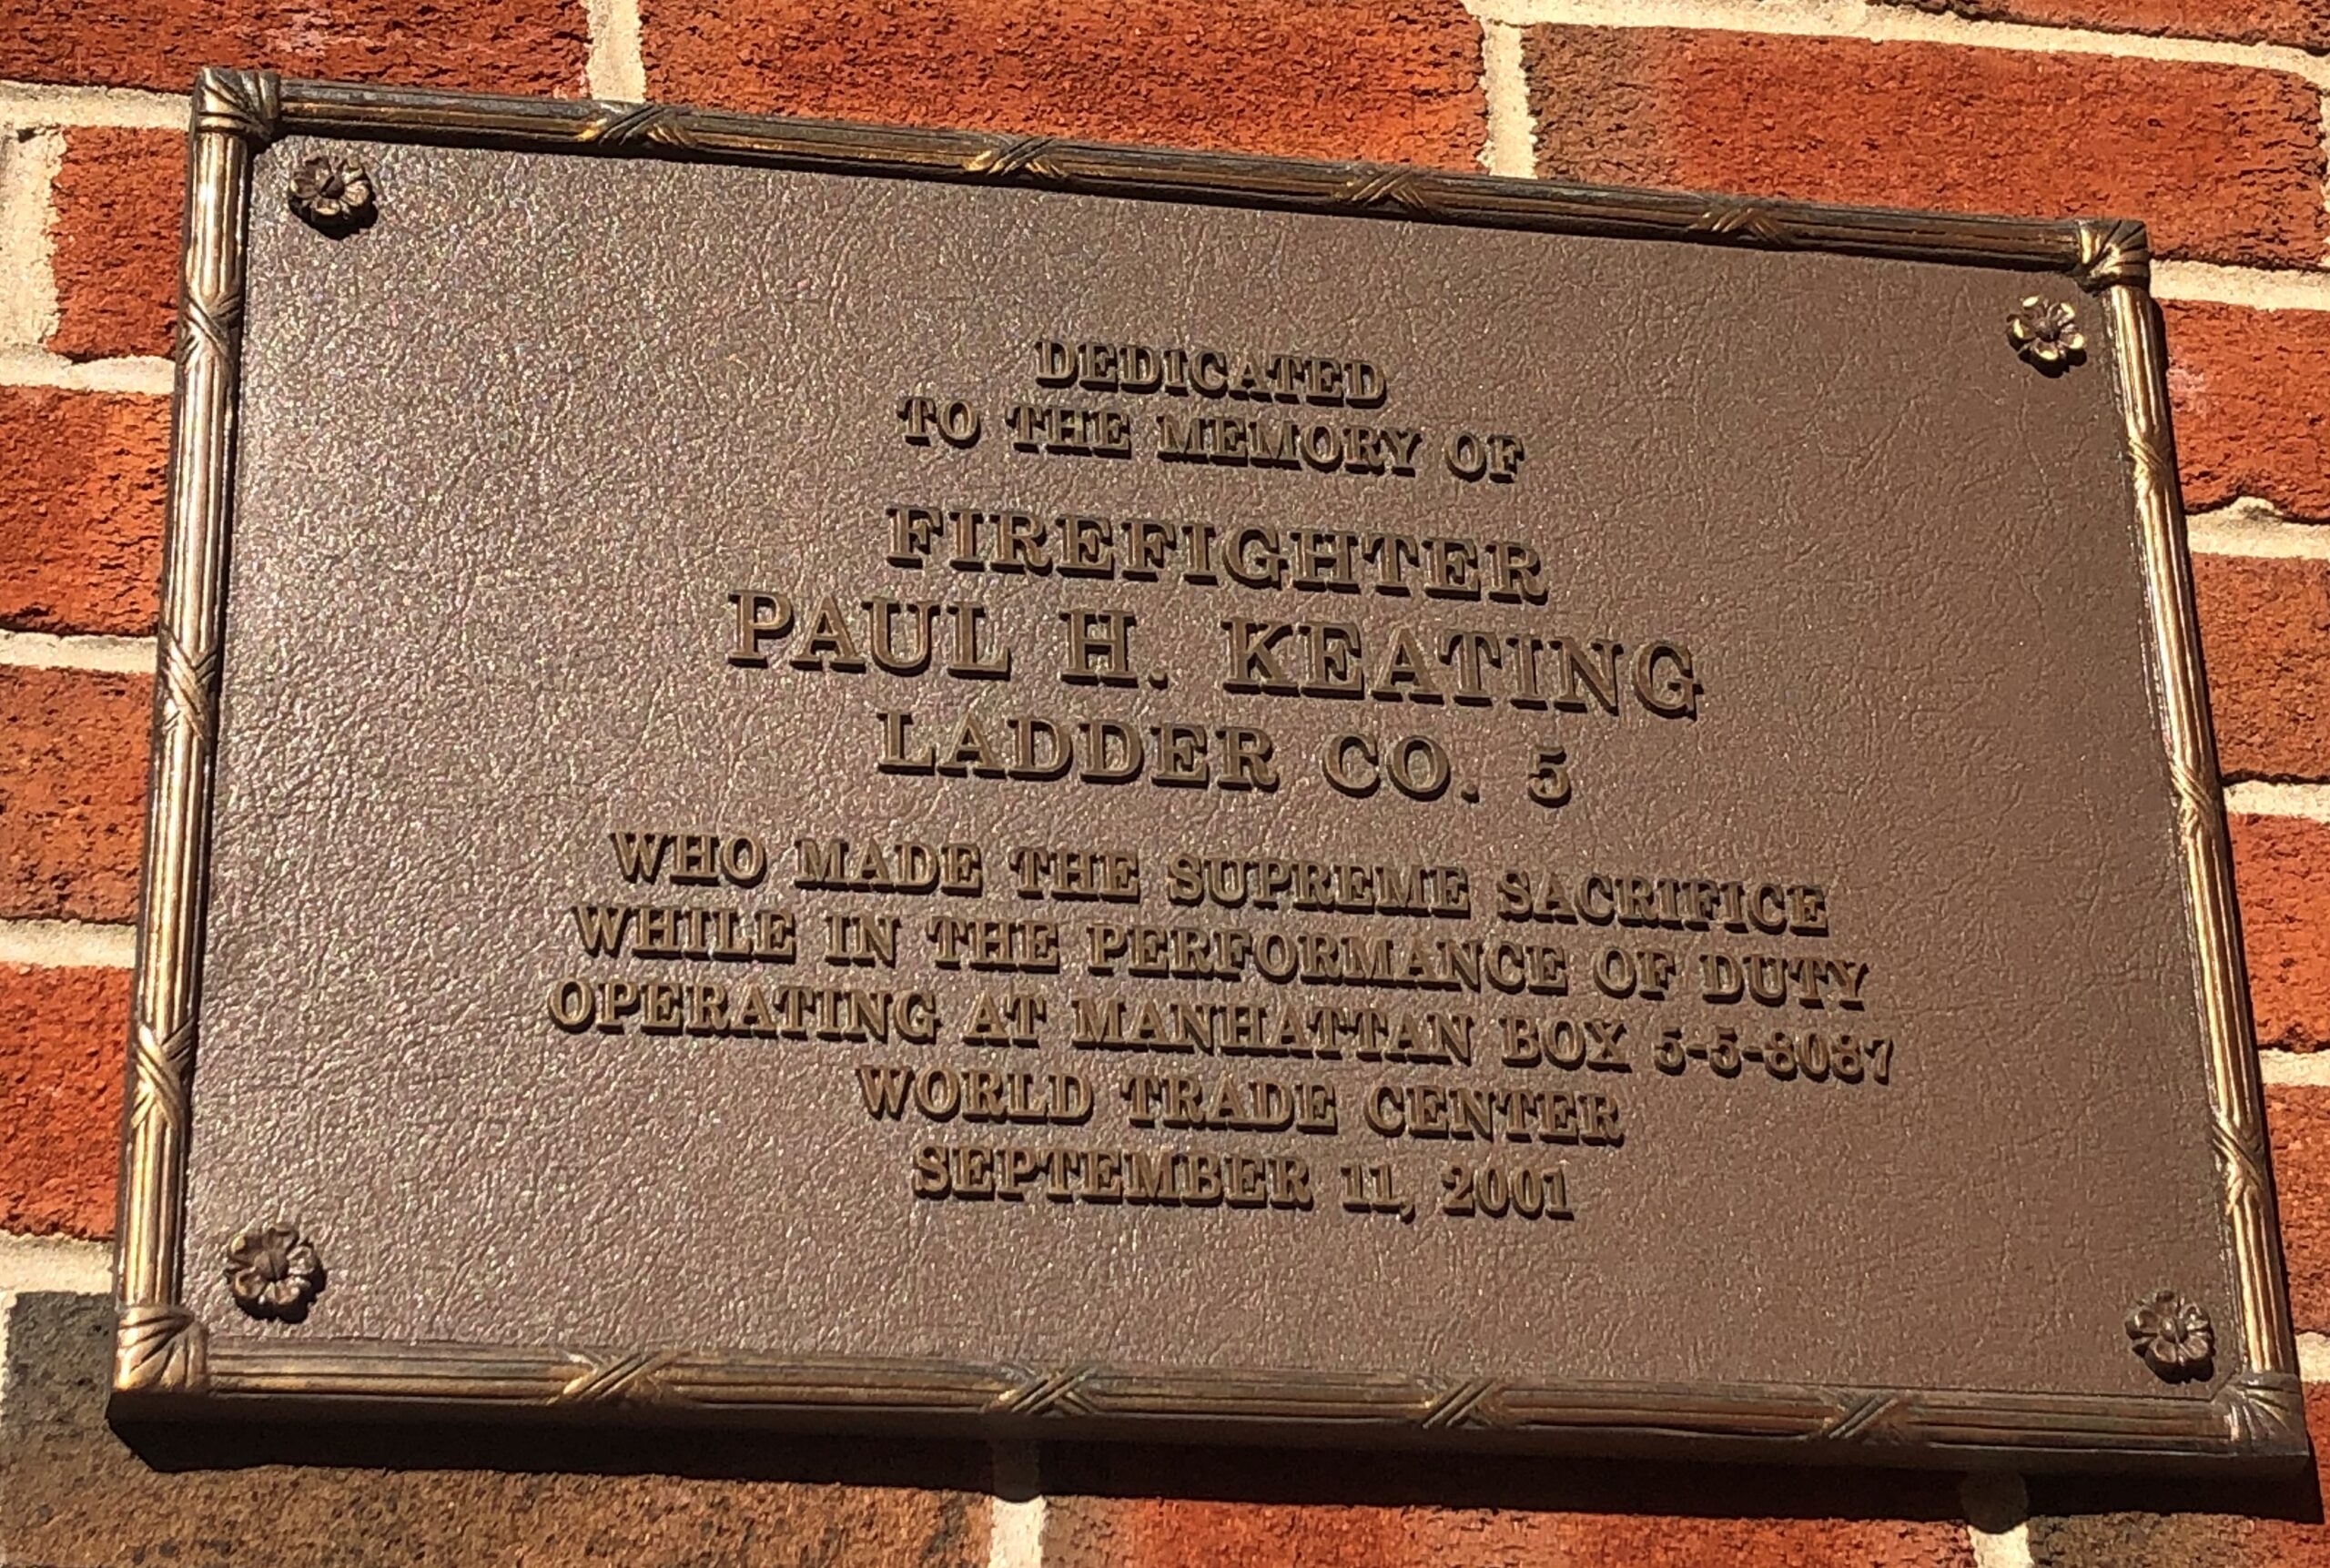 DEDICATED
TO THE MEMORY OF
FIREFIGHTER
PAUL H. KEATING
LADDER CO. 5
WHO MADE THE SUPREME SACRIFICE
WHILE IN THE PERFORMANCE OF DUTY
OPERATING AT MANHATTAN BOX 5-5-8087
WORLD TRADE CENTER
SEPTEMBER 11, 2001